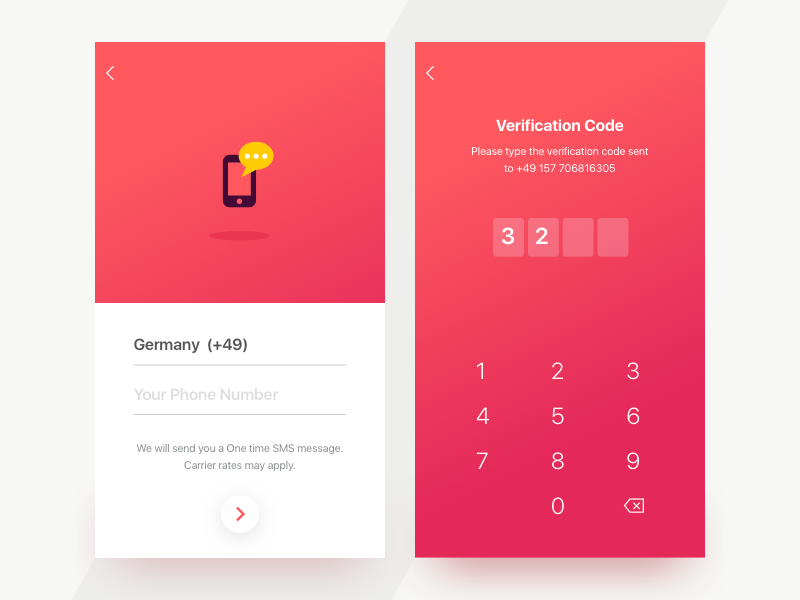 Germany (+49)
Your Phone Number
We will send you a One time SMS message.
Carrier rates may apply.
Verification Code
Please type the verification code sent
to +49 157 706816305
3 2
1 2 3
4 5 6
7 8 9
0